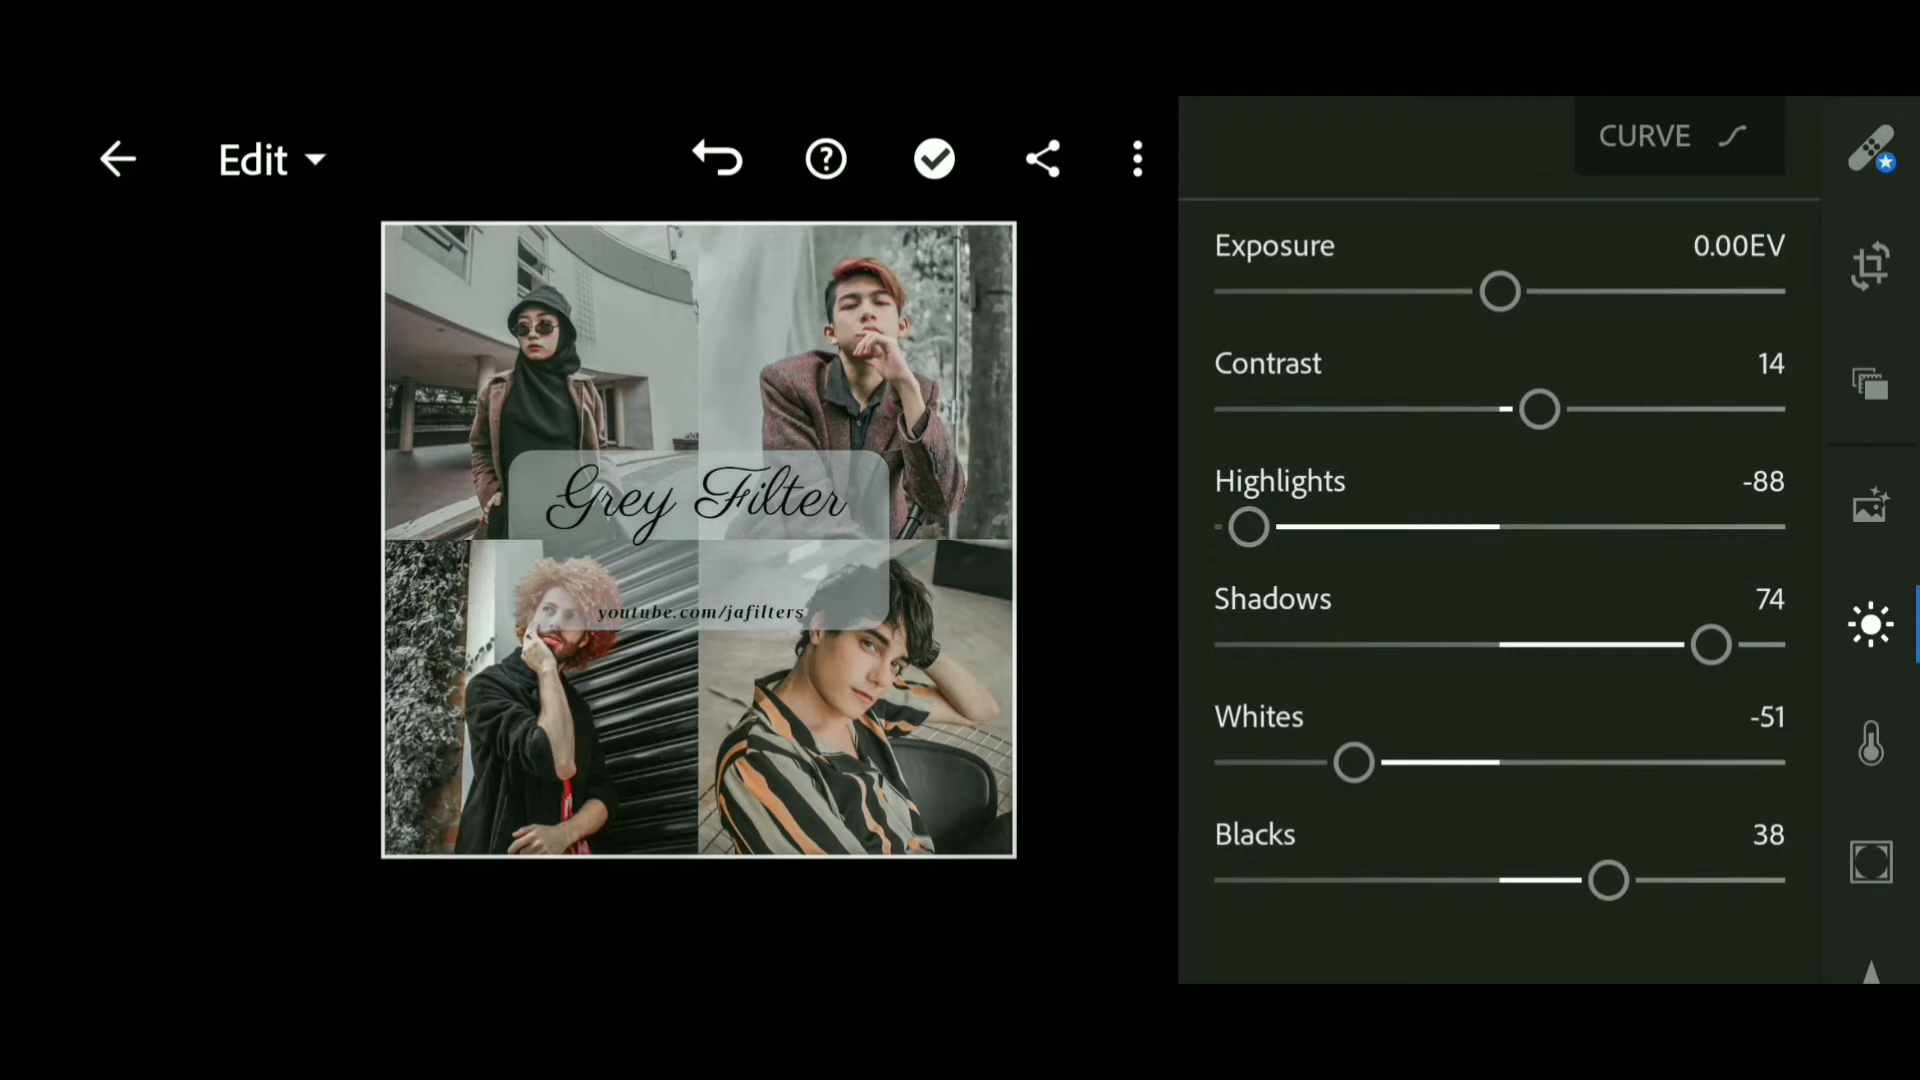 Edit
CURVE
Exposure 0.00EV
Contrast 14
Highlights -88
Shadows 74
Whites -51
Blacks 38
Grey Filter
youtube.com/jafilters